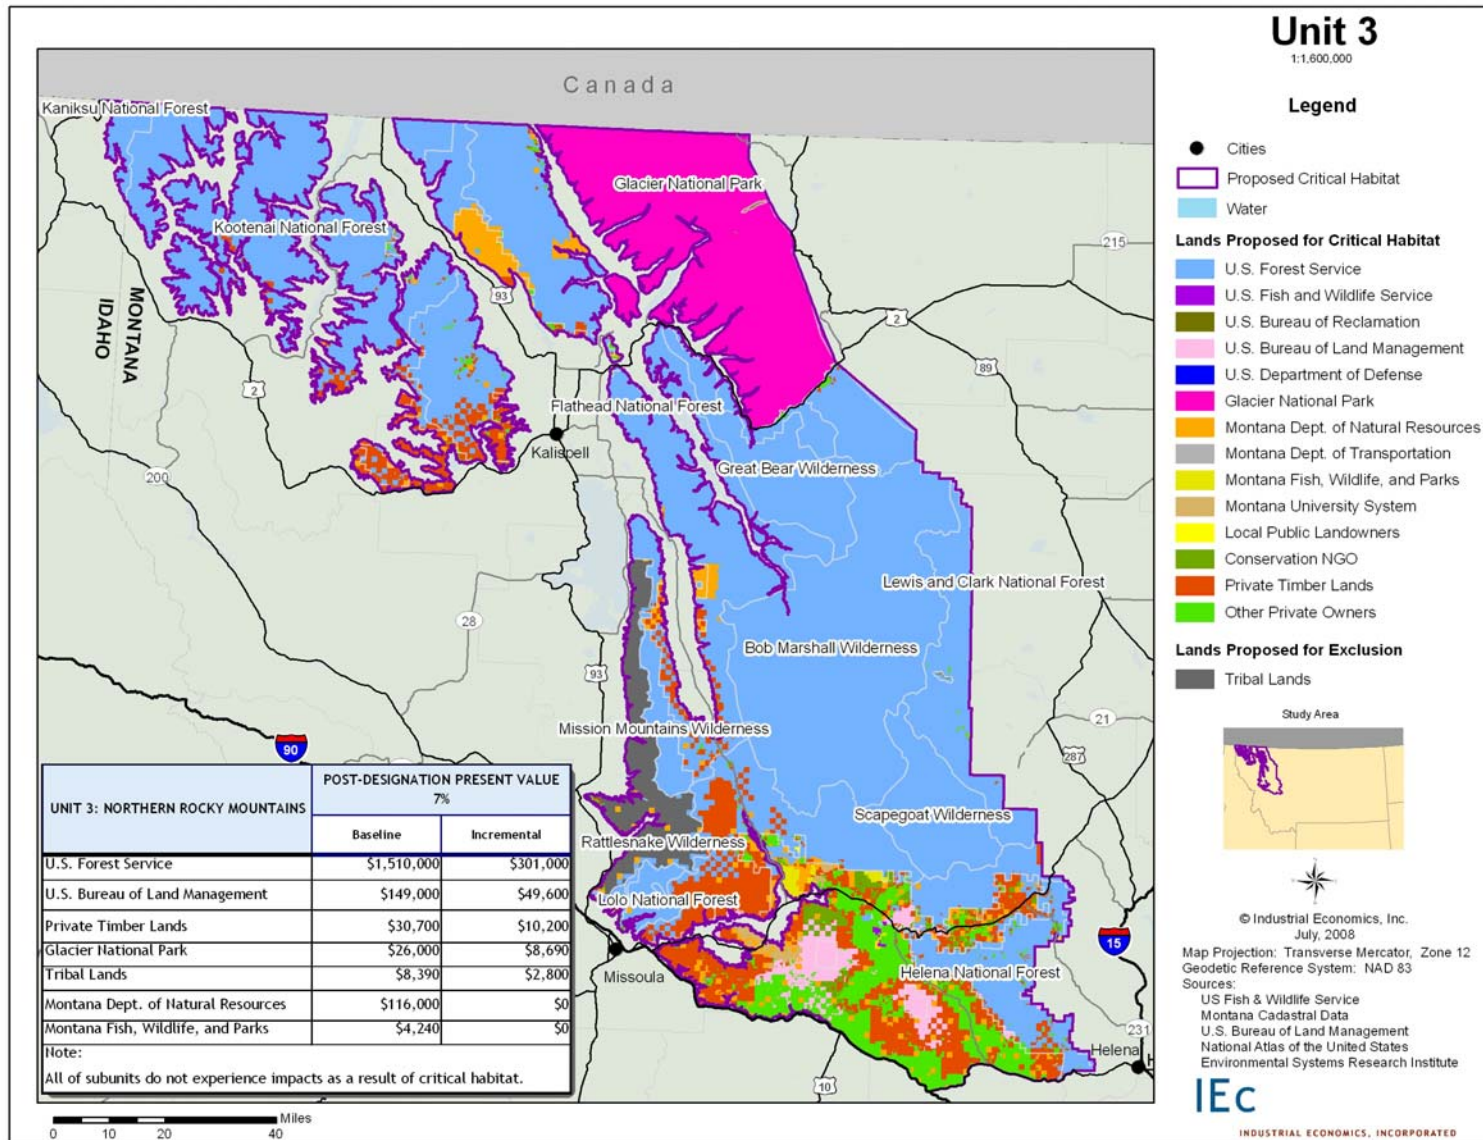 Unit 3
1:1,600,000
Canada
Kaniksu National Forest
Glacier National Park
Kootenai National Forest
215
93
2
MONTANA
IDAHO
2
89
Flathead National Forest
Kalispell
Great Bear Wilderness
200
Lewis and Clark National Forest
28
Bob Marshall Wilderness
93
21
Mission Mountains Wilderness
90
287
Scapegoat Wilderness
Rattlesnake Wilderness
Lolo National Forest
15
Missoula
Helena National Forest
231
Helena
H
10
UNIT 3: NORTHERN ROCKY MOUNTAINS
POST-DESIGNATION PRESENT VALUE
7%
Baseline Incremental
U.S. Forest Service $1,510,000 $301,000
U.S. Bureau of Land Management $149,000 $49,600
Private Timber Lands $30,700 $10,200
Glacier National Park $26,000 $8,690
Tribal Lands $8,390 $2,800
Montana Dept. of Natural Resources $116,000 $0
Montana Fish, Wildlife, and Parks $4,240 $0
Note:
All of subunits do not experience impacts as a result of critical habitat.
Miles
0 10 20 40
Legend
Cities
Proposed Critical Habitat
Water
Lands Proposed for Critical Habitat
U.S. Forest Service
U.S. Fish and Wildlife Service
U.S. Bureau of Reclamation
U.S. Bureau of Land Management
U.S. Department of Defense
Glacier National Park
Montana Dept. of Natural Resources
Montana Dept. of Transportation
Montana Fish, Wildlife, and Parks
Montana University System
Local Public Landowners
Conservation NGO
Private Timber Lands
Other Private Owners
Lands Proposed for Exclusion
Tribal Lands
Study Area
© Industrial Economics, Inc.
July, 2008
Map Projection: Transverse Mercator, Zone 12
Geodetic Reference System: NAD 83
Sources:
US Fish & Wildlife Service
Montana Cadastral Data
U.S. Bureau of Land Management
National Atlas of the United States
Environmental Systems Research Institute
IEc
INDUSTRIAL ECONOMICS, INCORPORATED